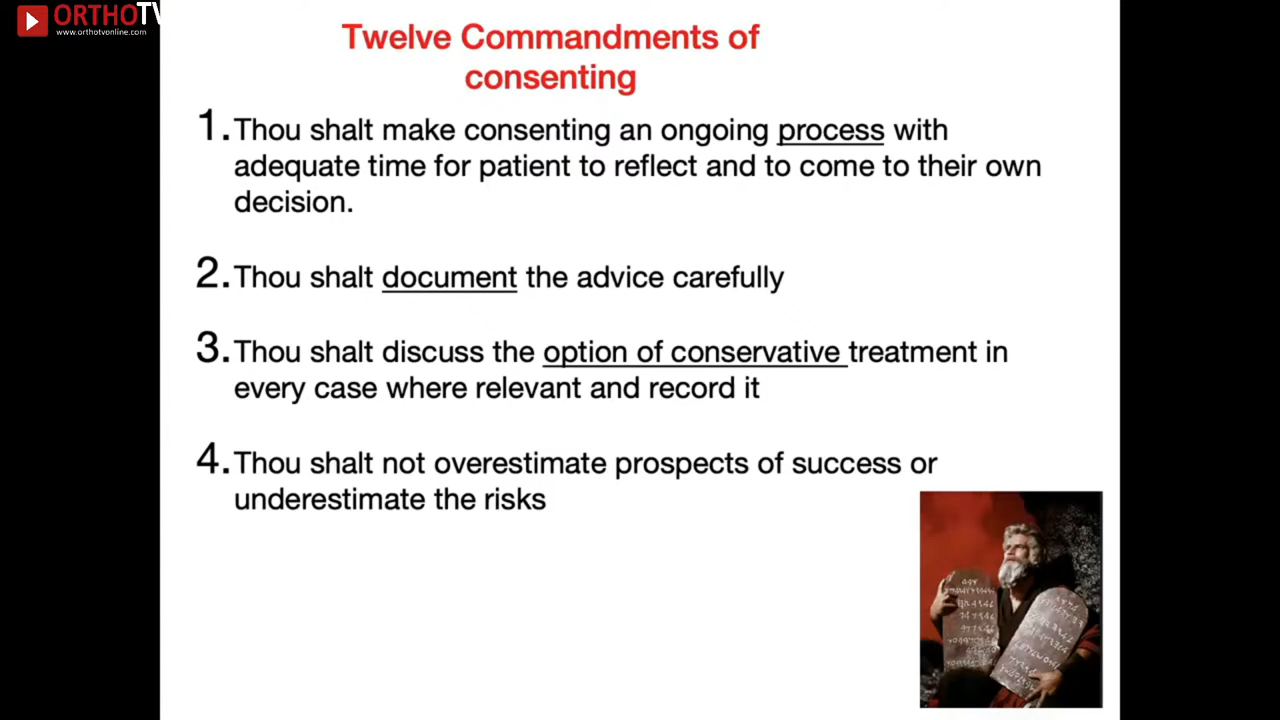 ORTHOTV
www.orthotvonline.com
Twelve Commandments of
consenting
1. Thou shalt make consenting an ongoing process with
adequate time for patient to reflect and to come to their own
decision.
2. Thou shalt document the advice carefully
3. Thou shalt discuss the option of conservative treatment in
every case where relevant and record it
4. Thou shalt not overestimate prospects of success or
underestimate the risks